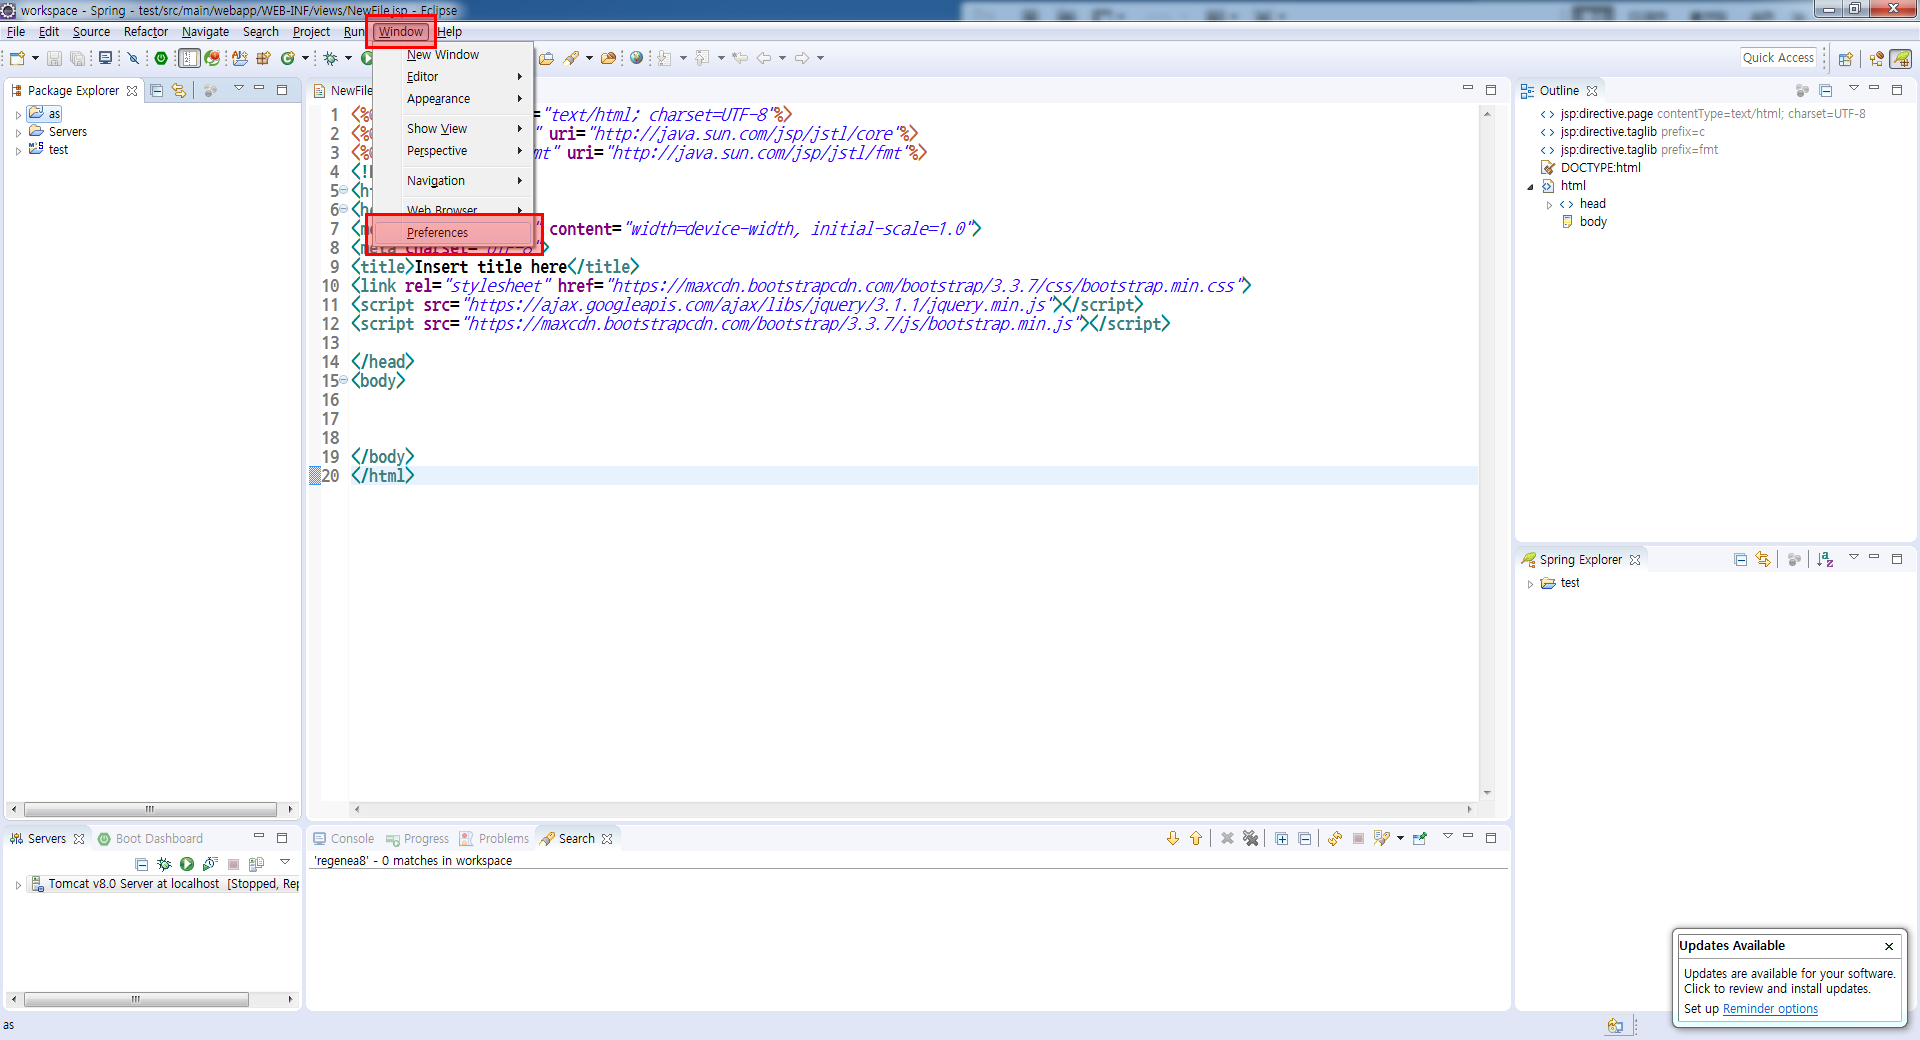 workspace - Spring - test/src/main/webapp/WEB-INF/views/NewFile.jsp - Eclipse
File Edit Source Refactor Navigate Search Project Run Window Help
New Window
Editor
Appearance
Show View
Perspective
Navigation
Web Browser
Preferences
Quick Access
Package Explorer
as
Servers
test
NewFile
1 <% ="text/html; charset=UTF-8"%>
2 <% " uri="http://java.sun.com/jsp/jstl/core"%>
3 <% mt" uri="http://java.sun.com/jsp/jstl/fmt"%>
4 <!
5 <h
6 <h
7 <m " content="width=device-width, initial-scale=1.0">
8 <meta charset="UTF-8">
9 <title>Insert title here</title>
10 <link rel="stylesheet" href="https://maxcdn.bootstrapcdn.com/bootstrap/3.3.7/css/bootstrap.min.css">
11 <script src="https://ajax.googleapis.com/ajax/libs/jquery/3.1.1/jquery.min.js"></script>
12 <script src="https://maxcdn.bootstrapcdn.com/bootstrap/3.3.7/js/bootstrap.min.js"></script>
13
14 </head>
15 <body>
16
17
18
19 </body>
20 </html>
Outline
jsp:directive.page contentType=text/html; charset=UTF-8
jsp:directive.taglib prefix=c
jsp:directive.taglib prefix=fmt
DOCTYPE:html
html
head
body
Spring Explorer
test
Servers Boot Dashboard
Tomcat v8.0 Server at localhost [Stopped, Rep
Console Progress Problems Search
'regenea8' - 0 matches in workspace
Updates Available
Updates are available for your software.
Click to review and install updates.
Set up Reminder options
as